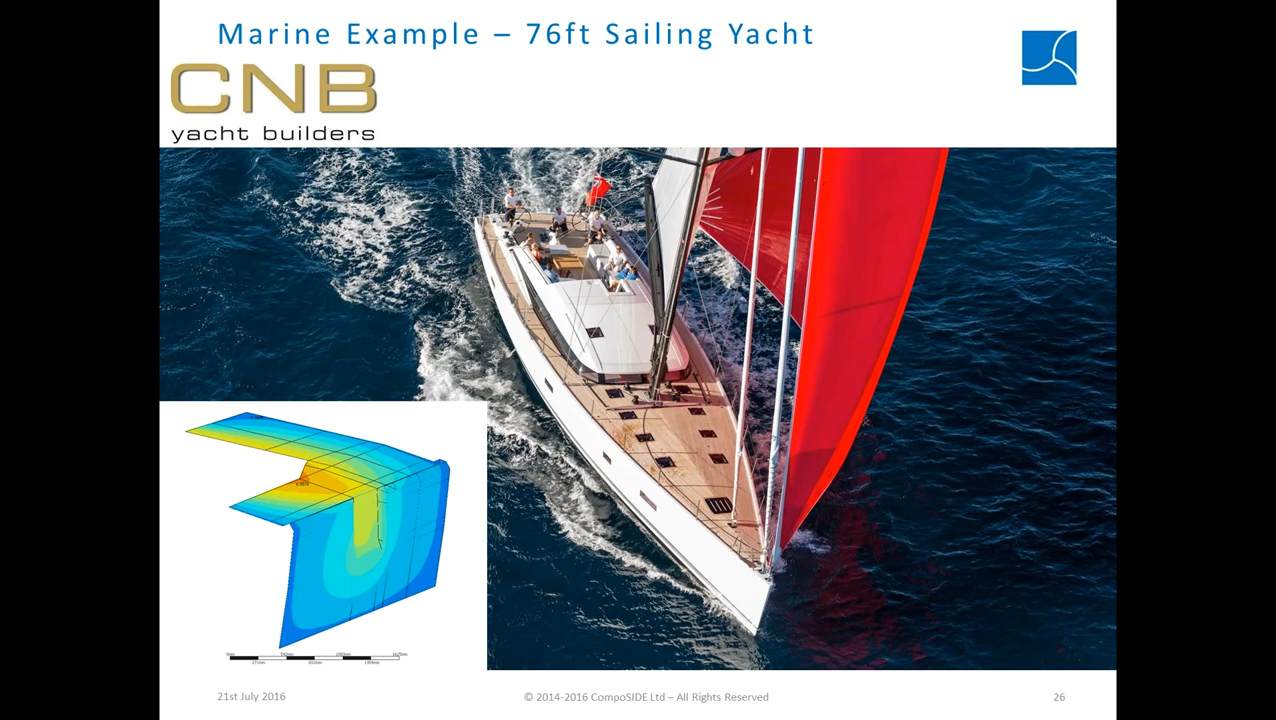 Marine Example – 76ft Sailing Yacht
CNB
yacht builders
21st July 2016
© 2014-2016 CompoSIDE Ltd – All Rights Reserved
26